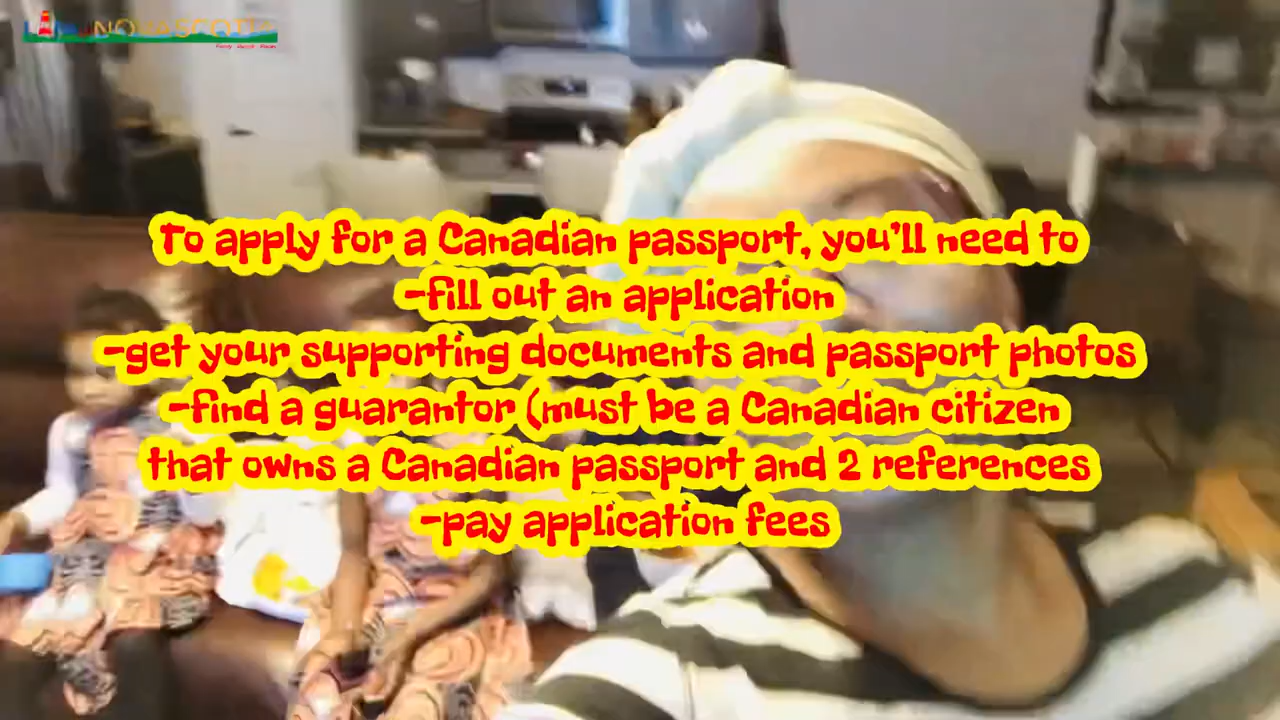 NOVASCOTIA
To apply for a Canadian passport, you'll need to
-fill out an application
-get your supporting documents and passport photos
-find a guarantor (must be a Canadian citizen
that owns a Canadian passport and 2 references
-pay application fees